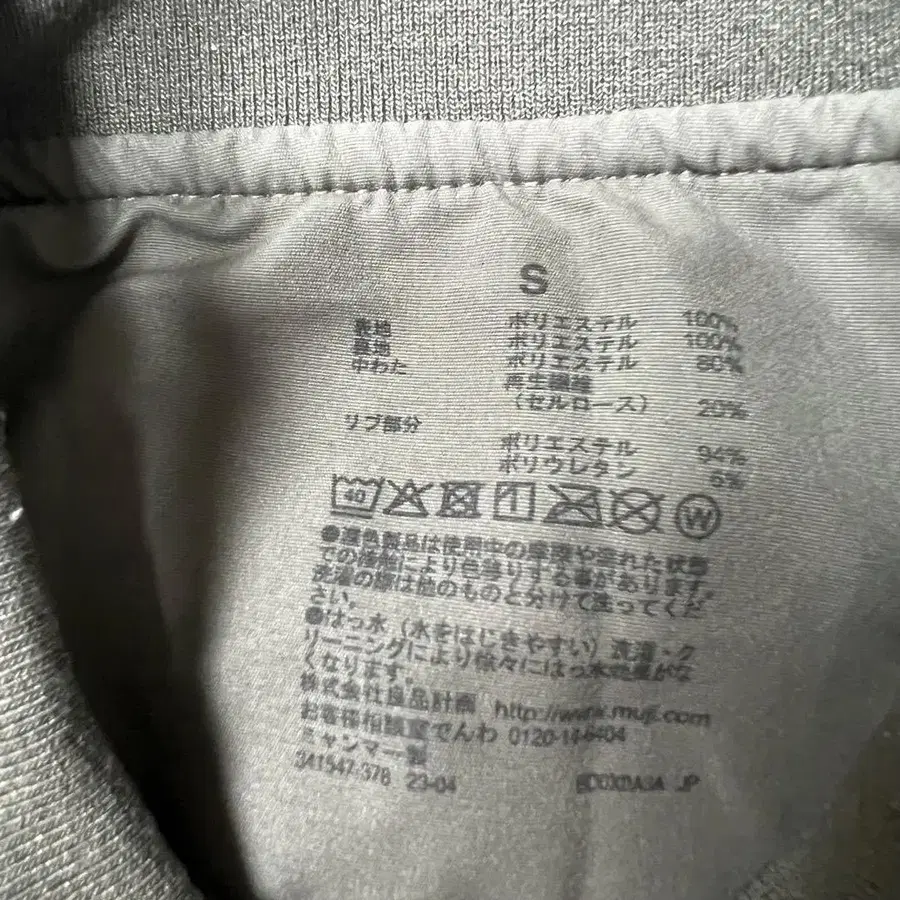 S
表地 ポリエステル 100%
裏地 ポリエステル 100%
中わた ポリエステル 80%
再生繊維
(セルロース) 20%
リブ部分
ポリエステル 94%
ポリウレタン 6%
40 W
●濃色製品は使用中の摩擦や濡れた状態
での接触により色移りする事があります。
洗濯の際は他のものと分けて洗ってくだ
さい。
●はっ水(水をはじきやすい)洗濯・ク
リーニングにより徐々にはっ水効果がな
くなります。
株式会社良品計画 http://www.muji.com
お客様相談室でんわ 0120-14-6404
ミャンマー製
341547-378 23-04 JP